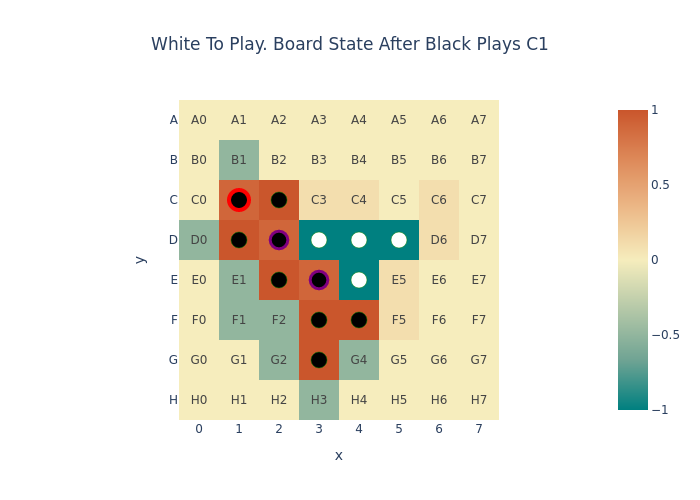 White To Play. Board State After Black Plays C1
A A0 A1 A2 A3 A4 A5 A6 A7
B B0 B1 B2 B3 B4 B5 B6 B7
C C0 C3 C4 C5 C6 C7
D D0 D6 D7
E E0 E1 E5 E6 E7
F F0 F1 F2 F5 F6 F7
G G0 G1 G2 G4 G5 G6 G7
H H0 H1 H2 H3 H4 H5 H6 H7
0 1 2 3 4 5 6 7
x
y
1
0.5
0
−0.5
−1